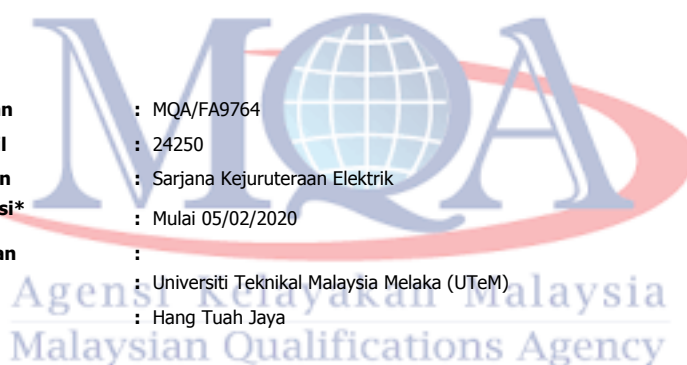 MQA
an : MQA/FA9764
l : 24250
n : Sarjana Kejuruteraan Elektrik
si* : Mulai 05/02/2020
an :
: Universiti Teknikal Malaysia Melaka (UTeM)
: Hang Tuah Jaya
Agensi Kelayakan Malaysia
Malaysian Qualifications Agency